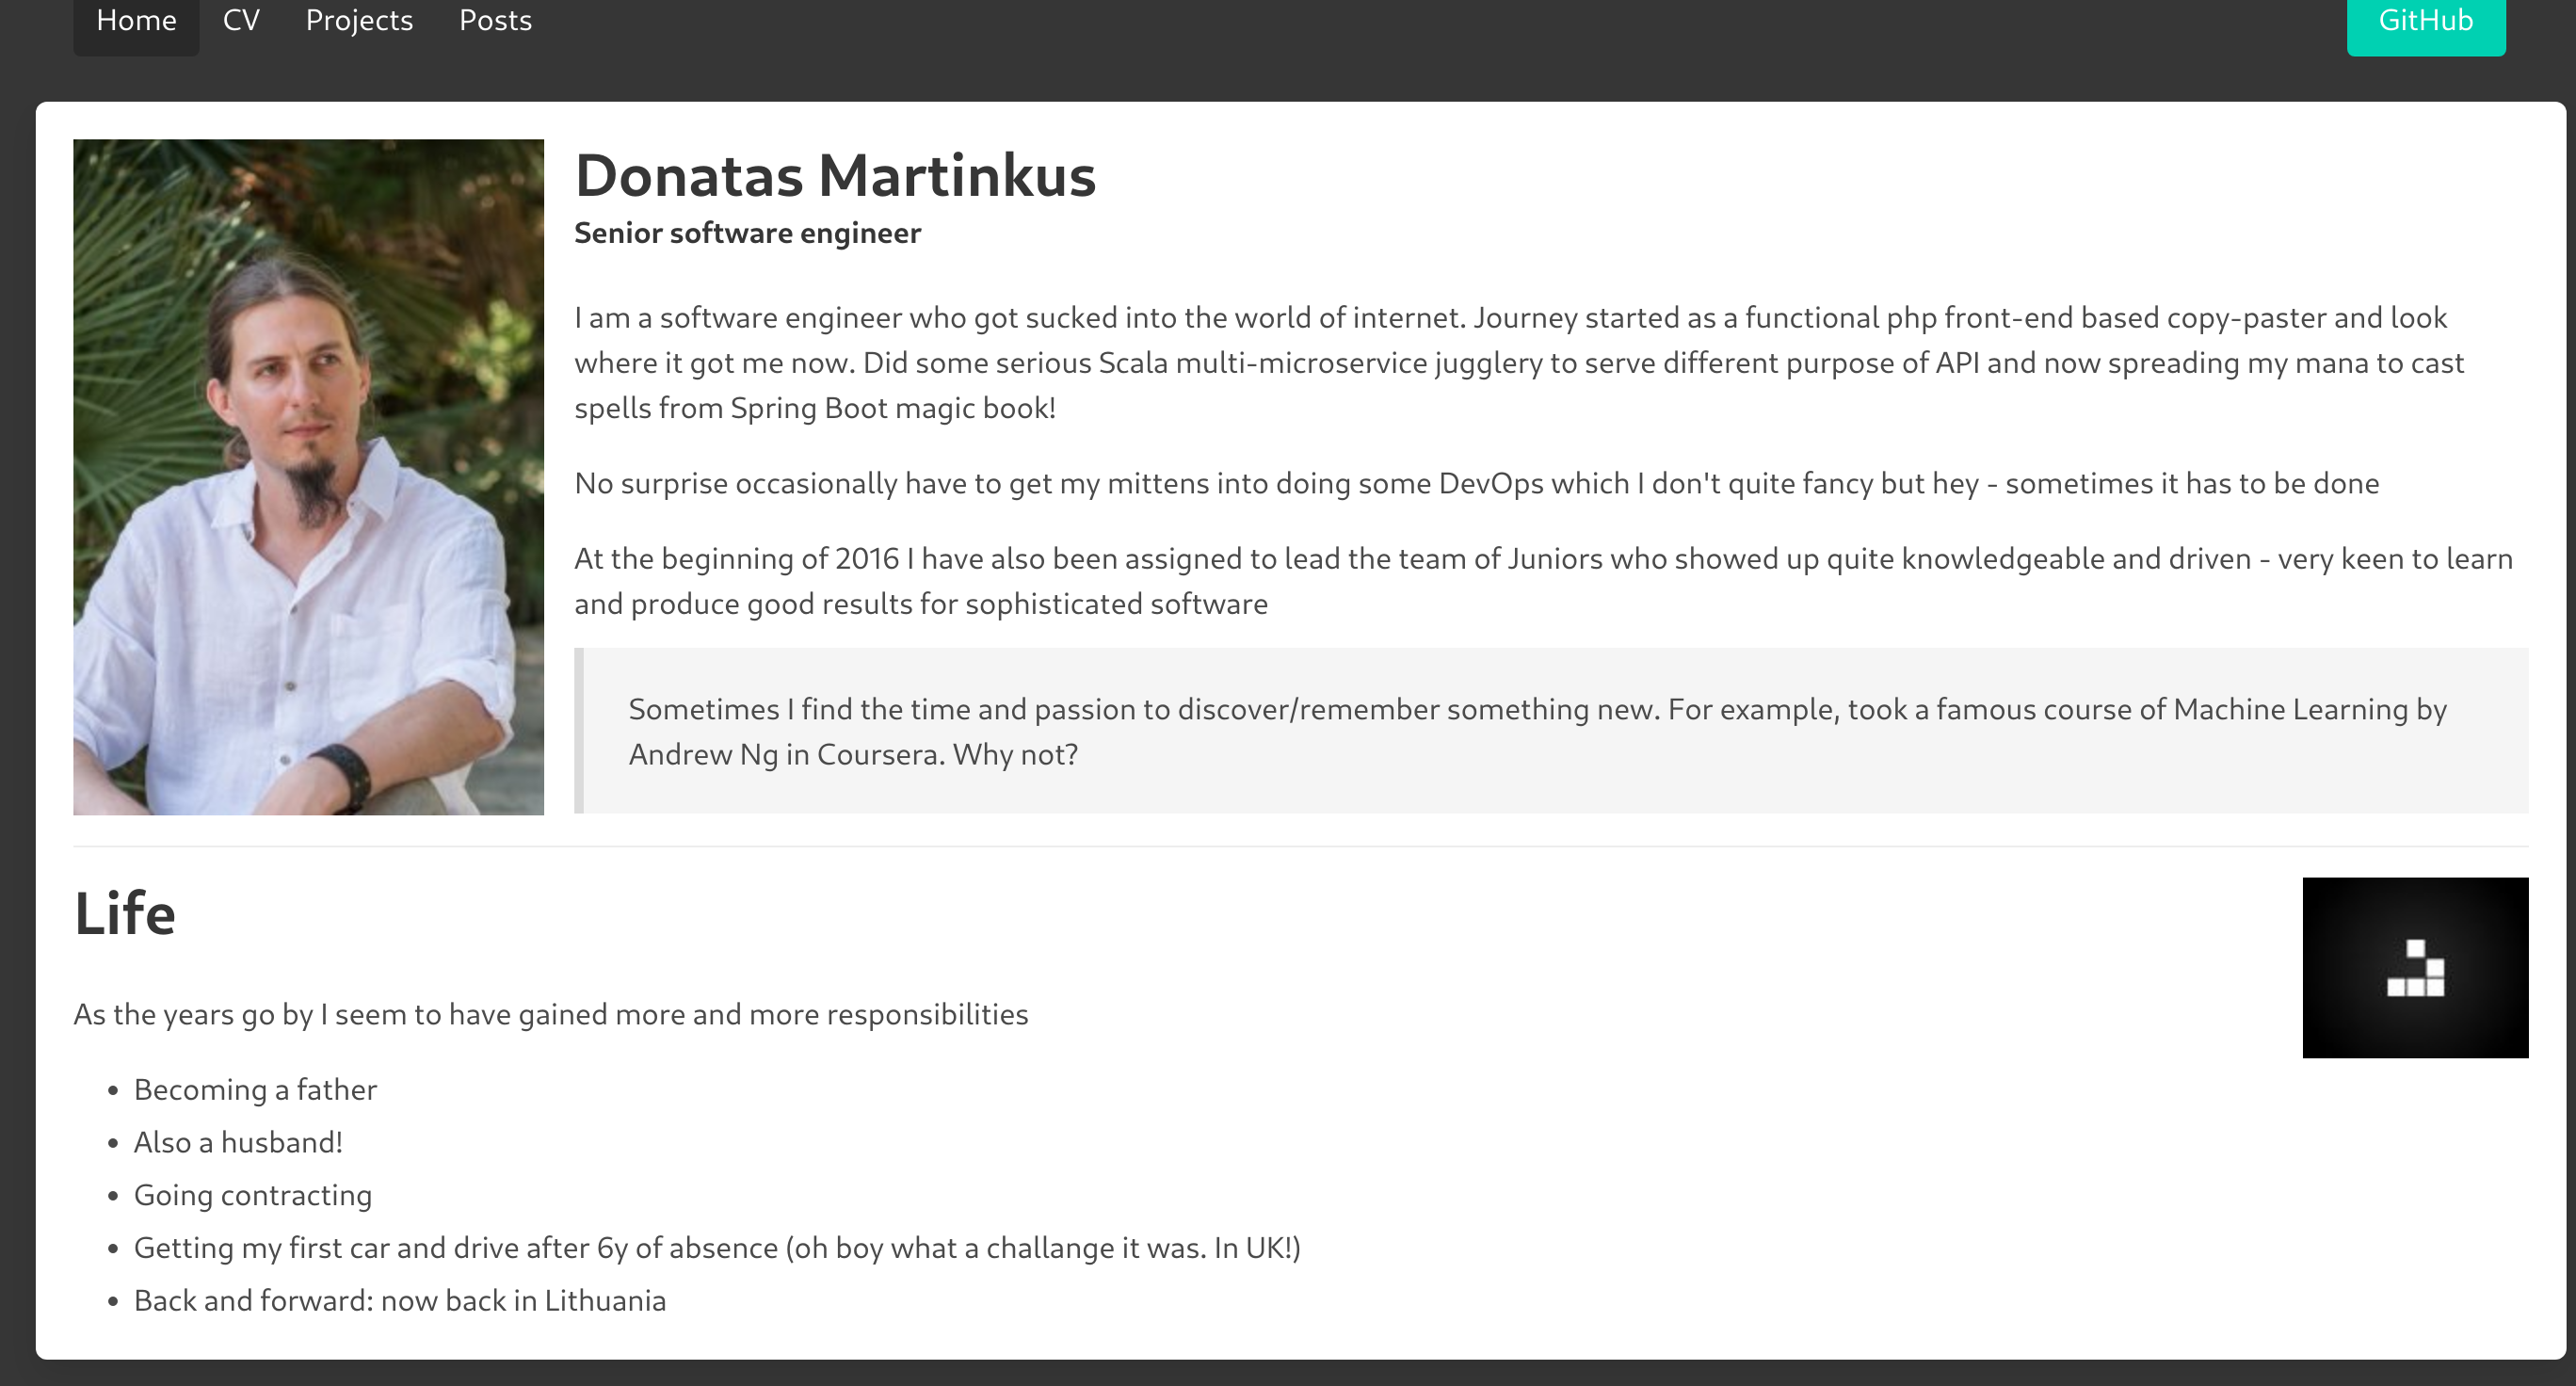 Home CV Projects Posts GitHub
Donatas Martinkus
Senior software engineer
I am a software engineer who got sucked into the world of internet. Journey started as a functional php front-end based copy-paster and look
where it got me now. Did some serious Scala multi-microservice jugglery to serve different purpose of API and now spreading my mana to cast
spells from Spring Boot magic book!
No surprise occasionally have to get my mittens into doing some DevOps which I don't quite fancy but hey - sometimes it has to be done
At the beginning of 2016 I have also been assigned to lead the team of Juniors who showed up quite knowledgeable and driven - very keen to learn
and produce good results for sophisticated software
Sometimes I find the time and passion to discover/remember something new. For example, took a famous course of Machine Learning by
Andrew Ng in Coursera. Why not?
Life
As the years go by I seem to have gained more and more responsibilities
• Becoming a father
• Also a husband!
• Going contracting
• Getting my first car and drive after 6y of absence (oh boy what a challange it was. In UK!)
• Back and forward: now back in Lithuania